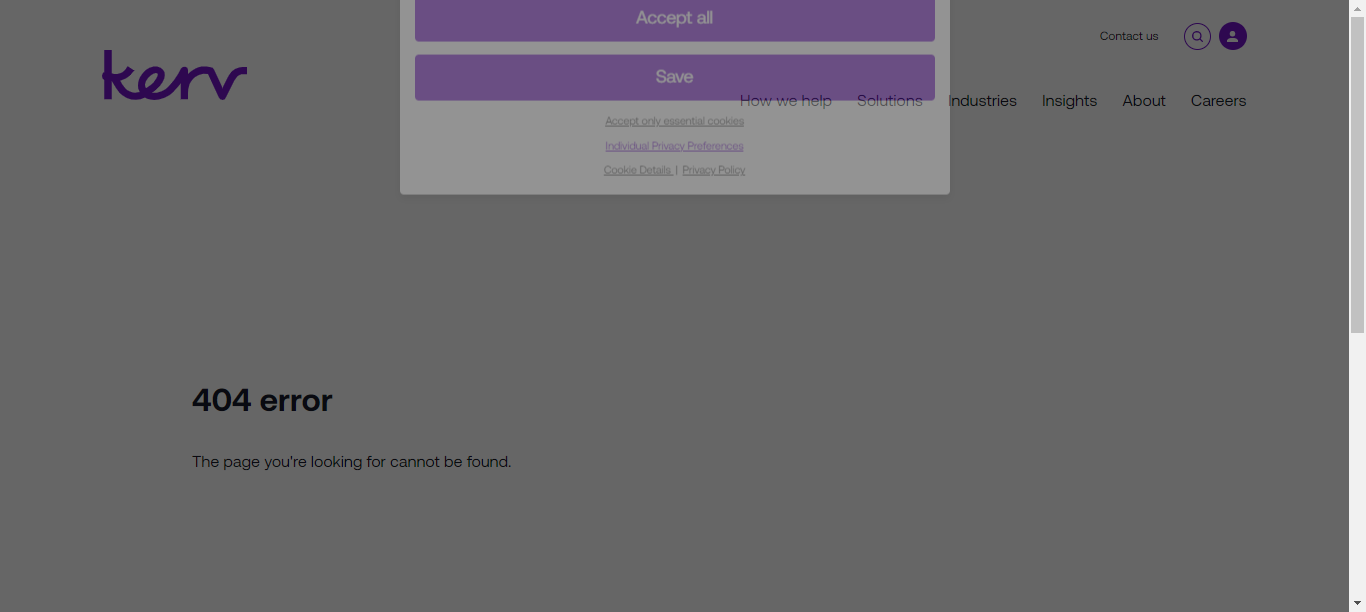 Accept all
Contact us
kerv
Save
How we help Solutions Industries Insights About Careers
Accept only essential cookies
Individual Privacy Preferences
Cookie Details | Privacy Policy
404 error
The page you're looking for cannot be found.